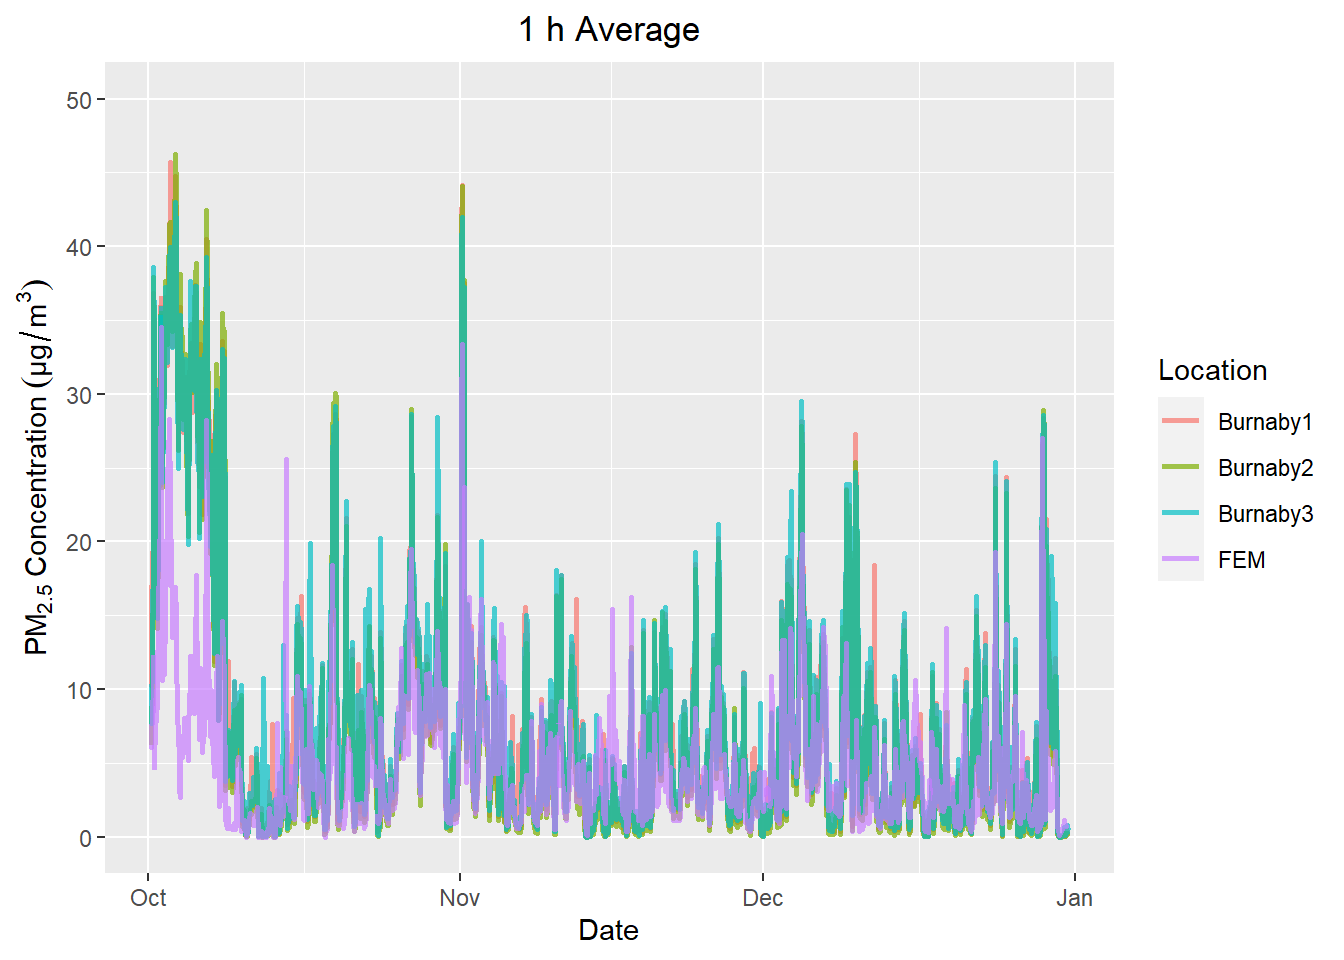 1 h Average
50
40
30
20
10
0
PM2.5 Concentration (µg/m³)
Oct
Nov
Dec
Jan
Date
Location
Burnaby1
Burnaby2
Burnaby3
FEM